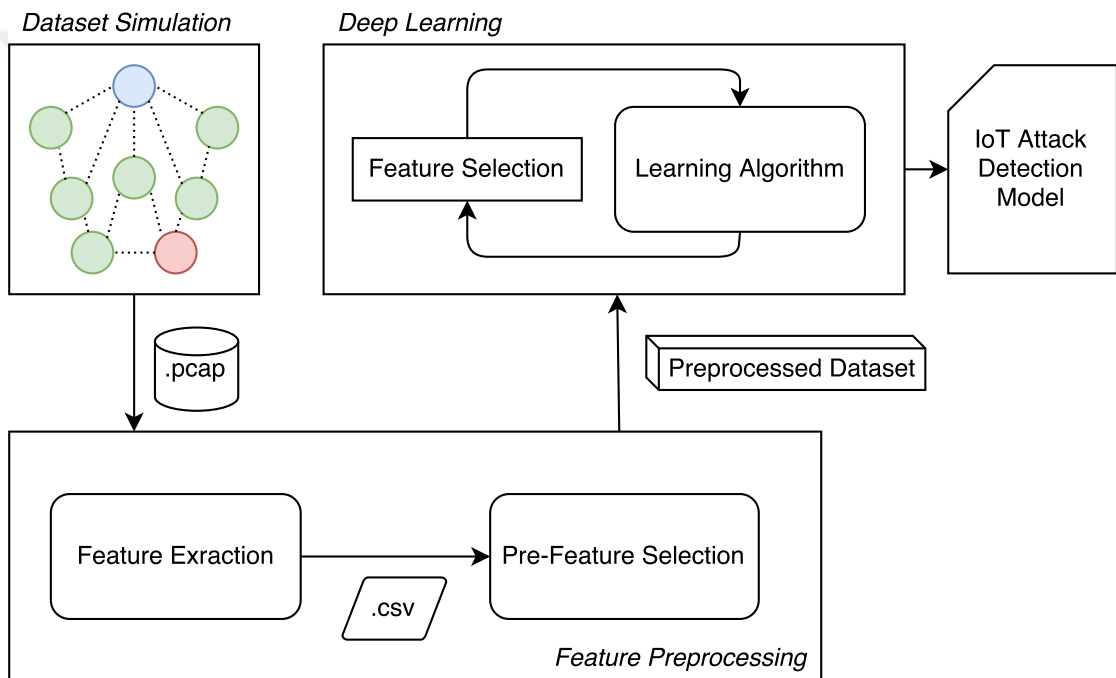 Dataset Simulation
Deep Learning
Feature Selection
Learning Algorithm
IoT Attack
Detection
Model
.pcap
Preprocessed Dataset
Feature Exraction
Pre-Feature Selection
.csv
Feature Preprocessing